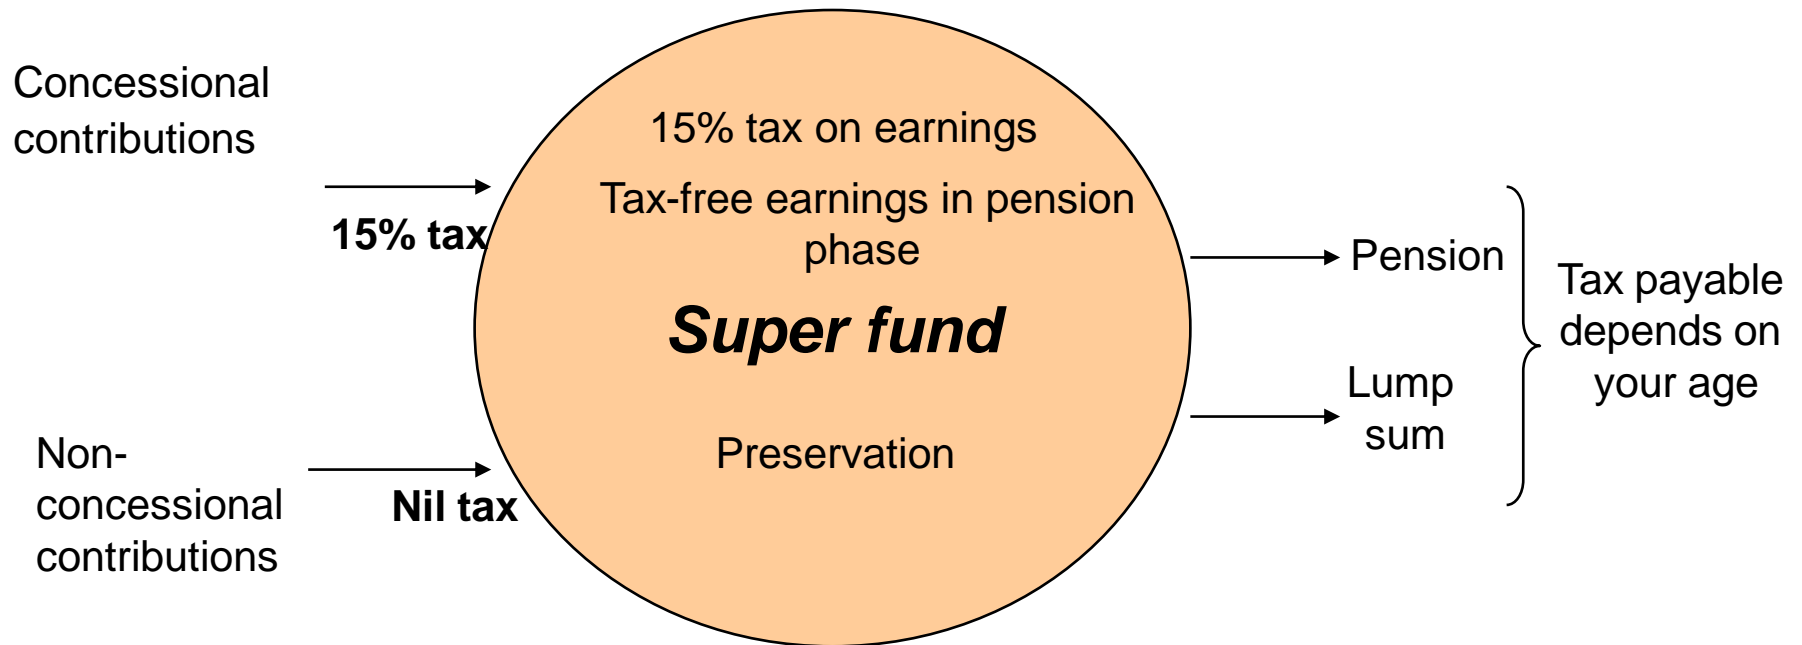 Concessional
contributions
15% tax
Non-
concessional
contributions
Nil tax
15% tax on earnings
Tax-free earnings in pension
phase
Super fund
Preservation
Pension
Lump
sum
Tax payable
depends on
your age